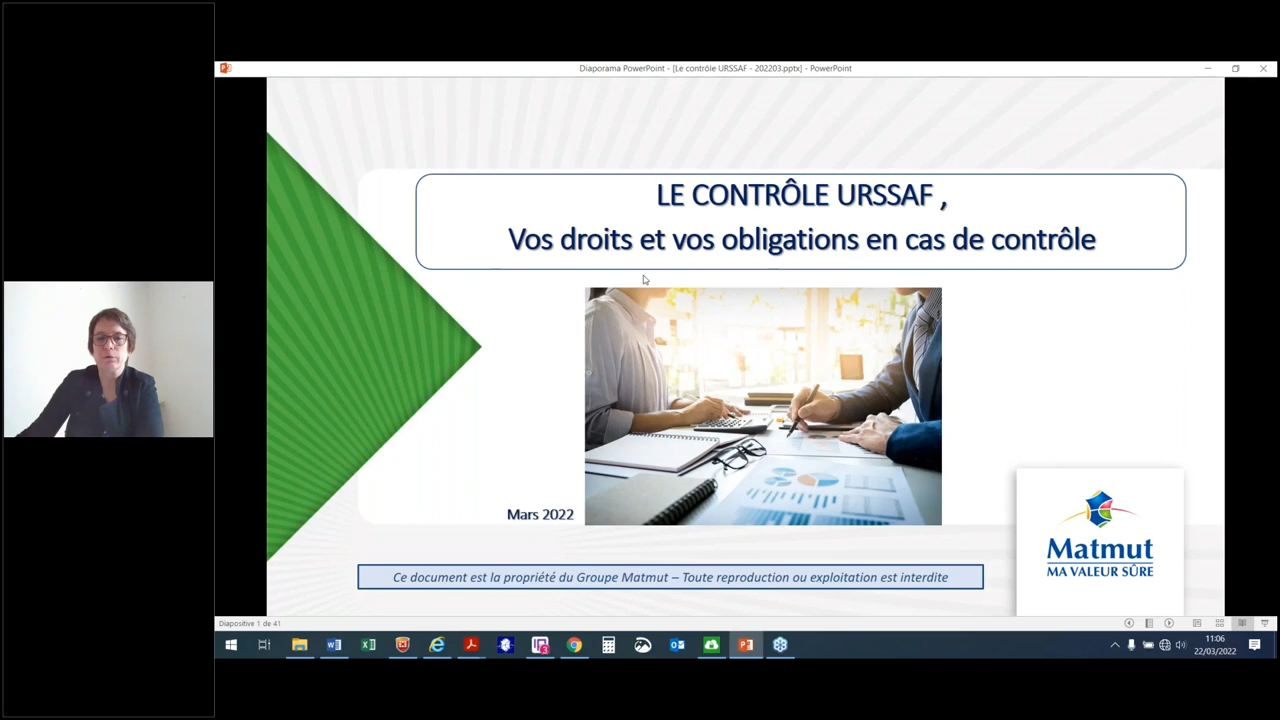 Diaporama PowerPoint - [Le contrôle URSSAF - 202203.pptx] - PowerPoint
LE CONTRÔLE URSSAF ,
Vos droits et vos obligations en cas de contrôle
Mars 2022
Matmut
MA VALEUR SÛRE
Ce document est la propriété du Groupe Matmut – Toute reproduction ou exploitation est interdite
Diapositive 1 de 41
11:06
22/03/2022